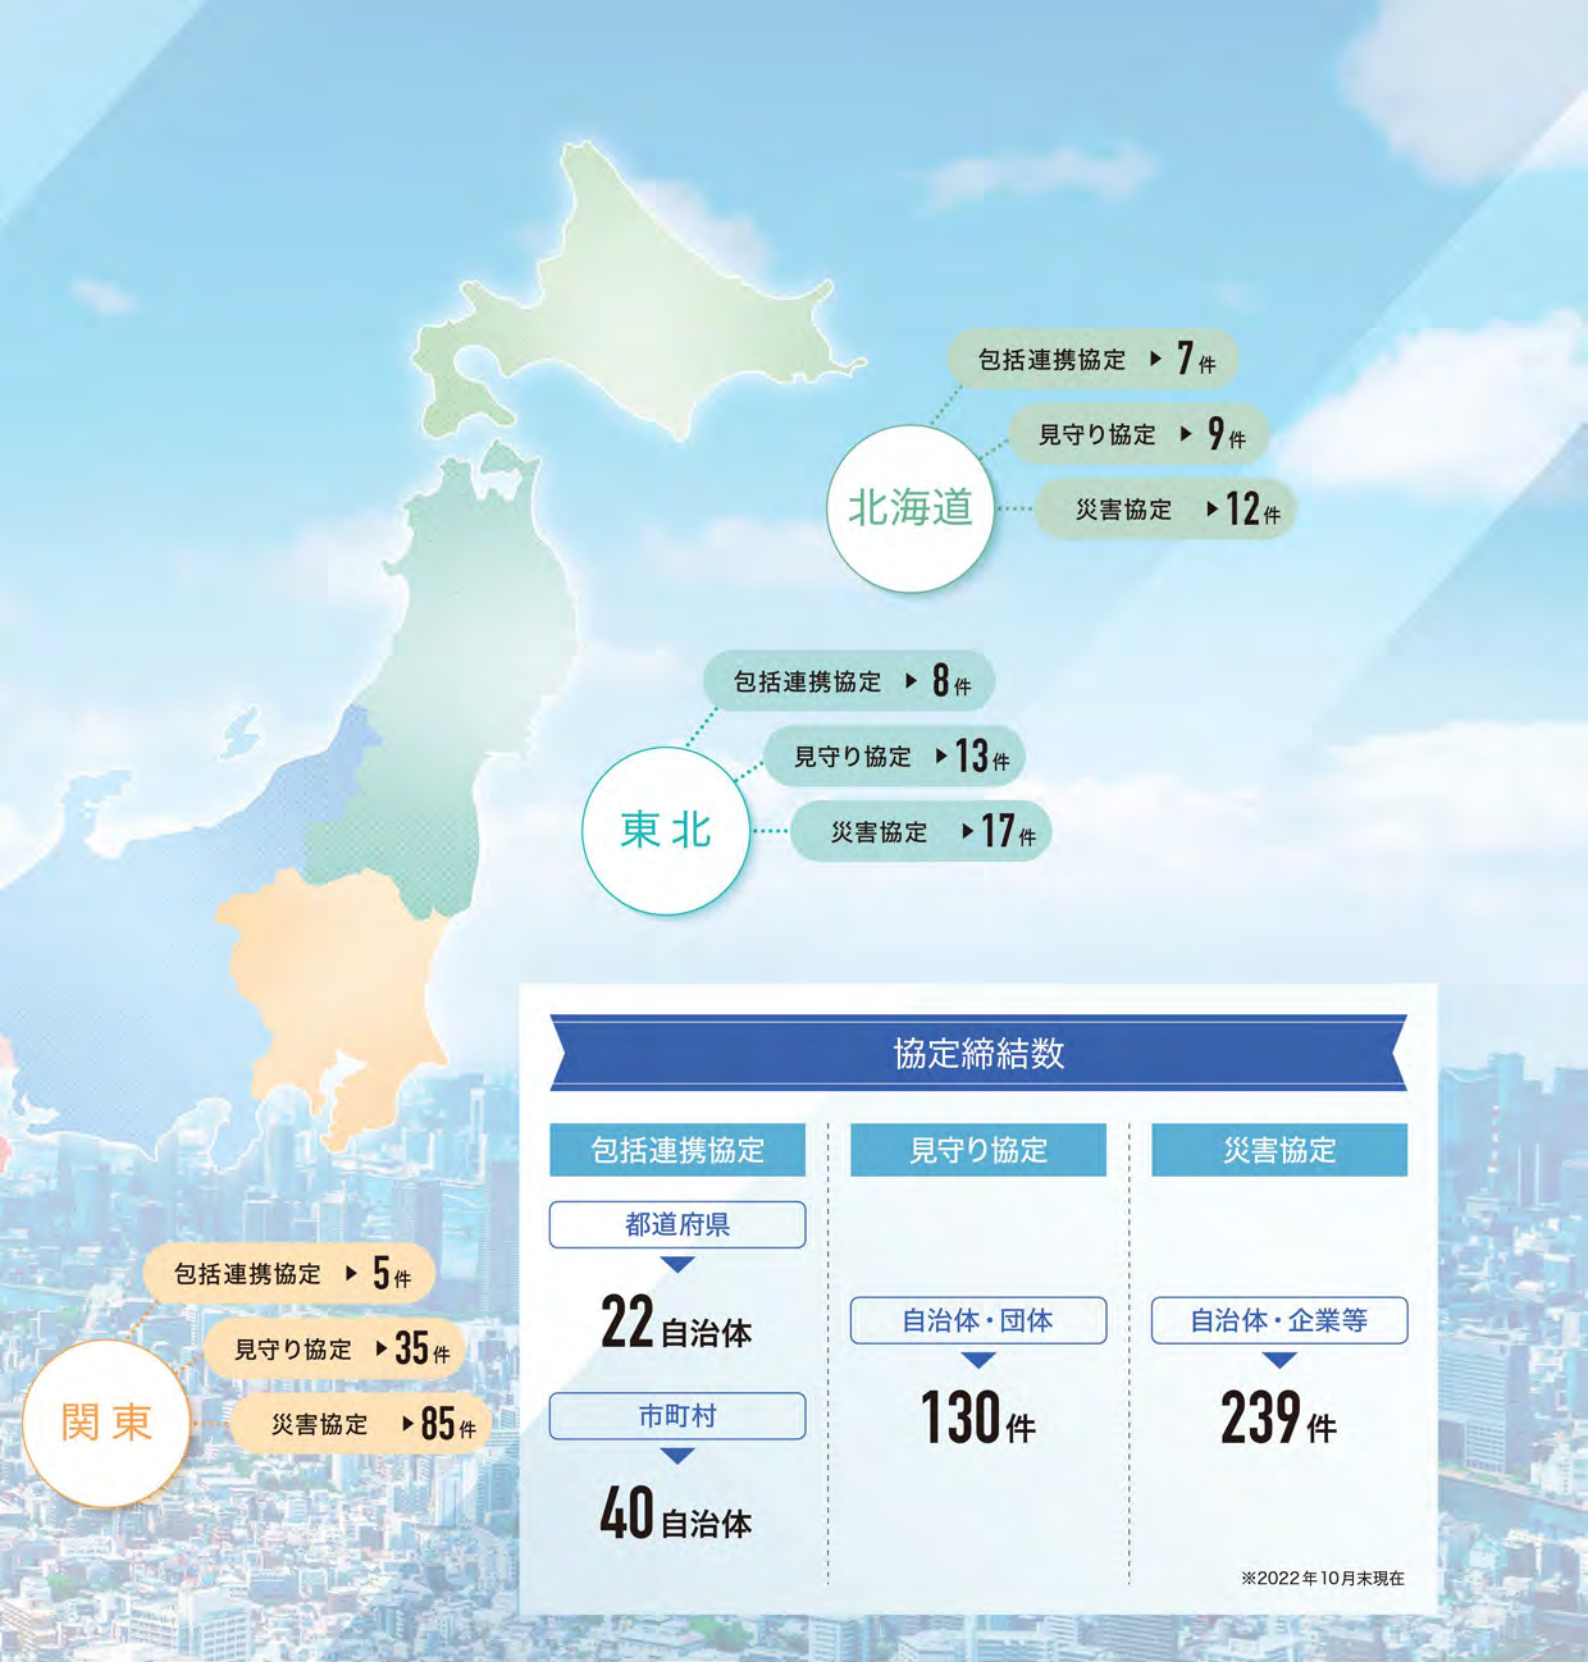 包括連携協定 ▶ 7件
見守り協定 ▶ 9件
北海道
災害協定 ▶ 12件
包括連携協定 ▶ 8件
見守り協定 ▶ 13件
東北
災害協定 ▶ 17件
包括連携協定 ▶ 5件
見守り協定 ▶ 35件
関東
災害協定 ▶ 85件
協定締結数
包括連携協定
都道府県
22自治体
市町村
40自治体
見守り協定
自治体・団体
130件
災害協定
自治体・企業等
239件
※2022年10月末現在